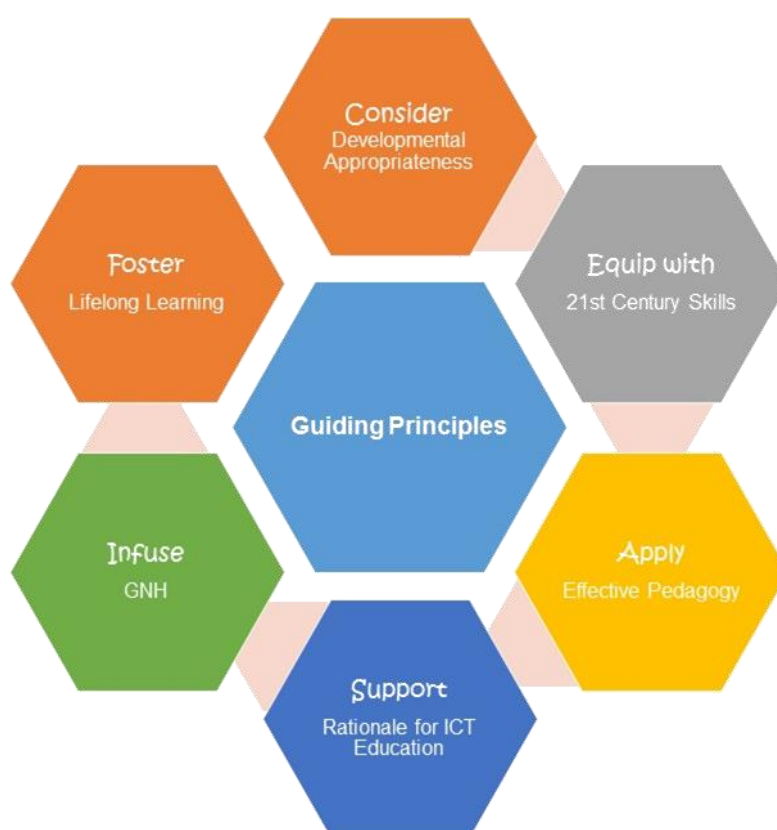 Consider
Developmental
Appropriateness
Equip with
21st Century Skills
Apply
Effective Pedagogy
Support
Rationale for ICT
Education
Infuse
GNH
Foster
Lifelong Learning
Guiding Principles